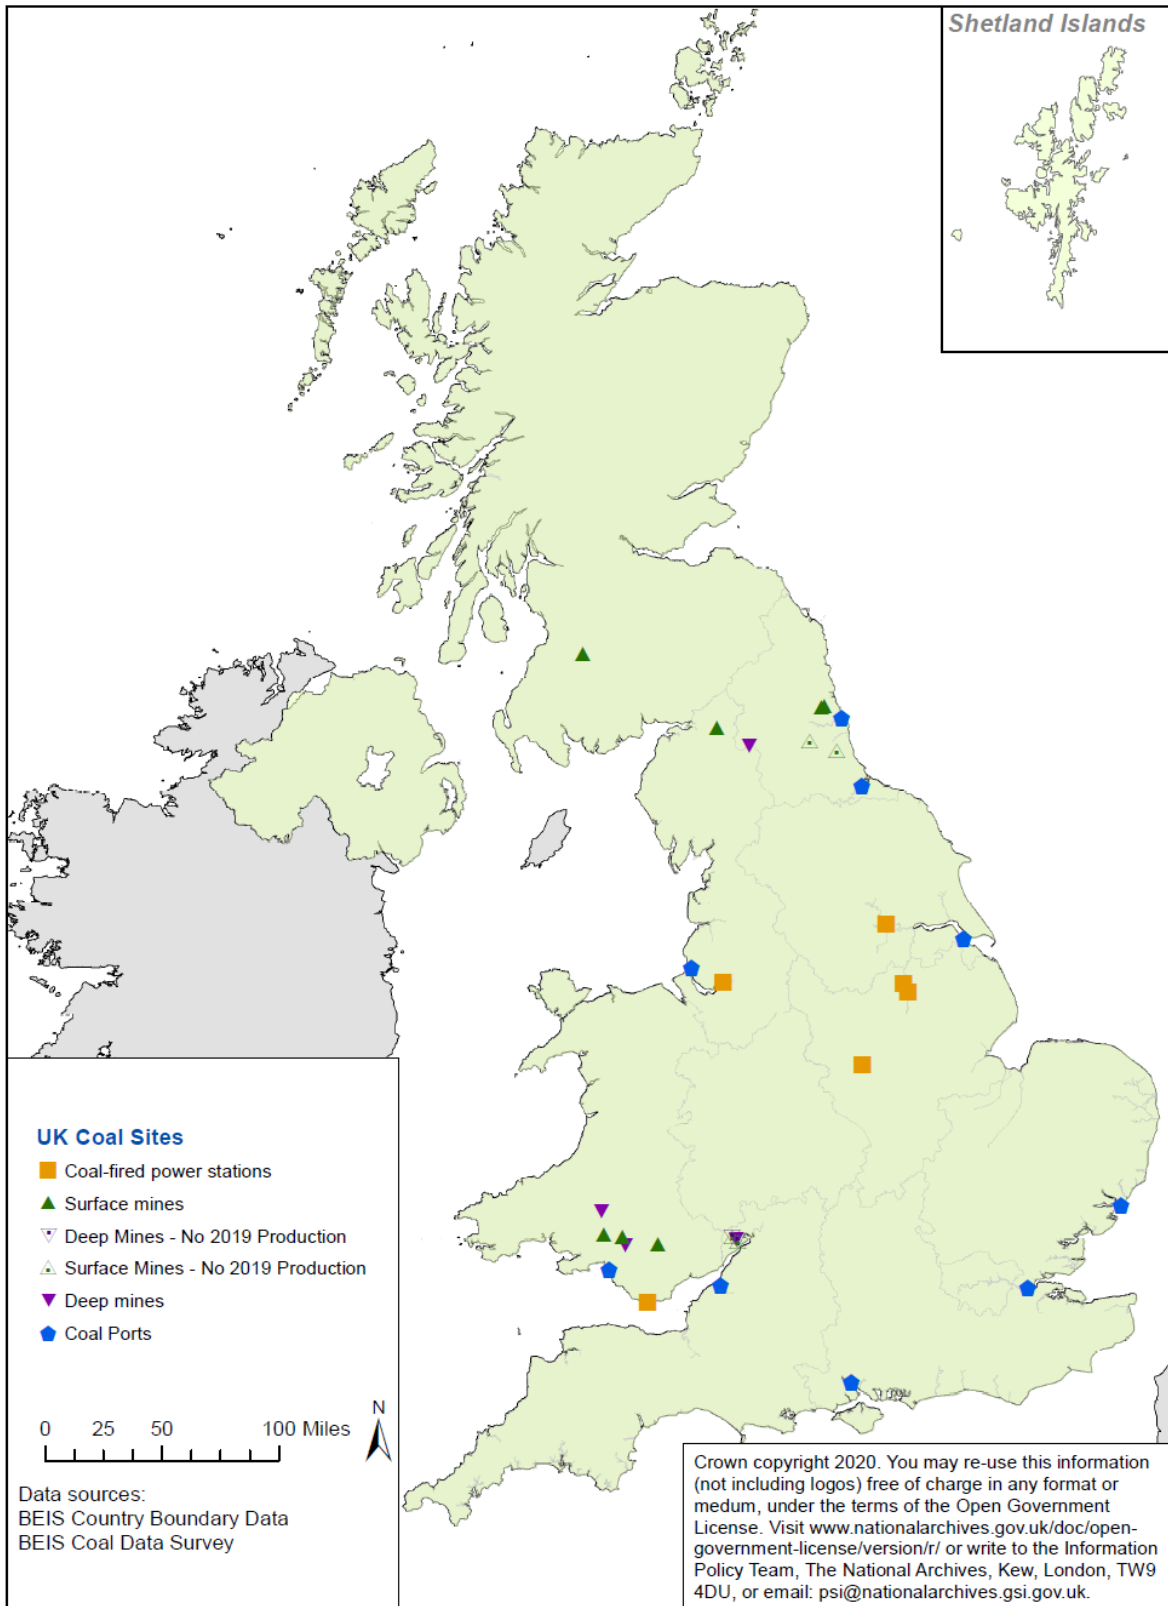 Shetland Islands
UK Coal Sites
Coal-fired power stations
Surface mines
Deep Mines - No 2019 Production
Surface Mines - No 2019 Production
Deep mines
Coal Ports
N
0 25 50 100 Miles
Data sources:
BEIS Country Boundary Data
BEIS Coal Data Survey
Crown copyright 2020. You may re-use this information
(not including logos) free of charge in any format or
medum, under the terms of the Open Government
License. Visit www.nationalarchives.gov.uk/doc/open-
government-license/version/r/ or write to the Information
Policy Team, The National Archives, Kew, London, TW9
4DU, or email: psi@nationalarchives.gsi.gov.uk.